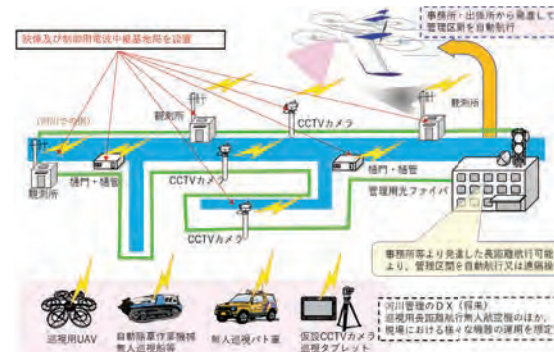 映像及び制御用電波中継基地局を設置
事務所・出張所から発進して
管理区間を自動航行
(河川での例)
観測所
CCTVカメラ
観測所
観測所
樋門・樋管
CCTVカメラ
樋門・樋管
管理用光ファイバ
CCTVカメラ
事務所等より発進した長距離航行可能
より、管理区間を自動航行又は遠隔操
巡視用UAV
自動除草作業機械
無人巡視船等
無人巡視パト車
仮設CCTVカメラ
巡視タブレット
河川管理のDX(将来)
巡視用長距離航行無人航空機のほか、
現場における様々な機器の運用を想定